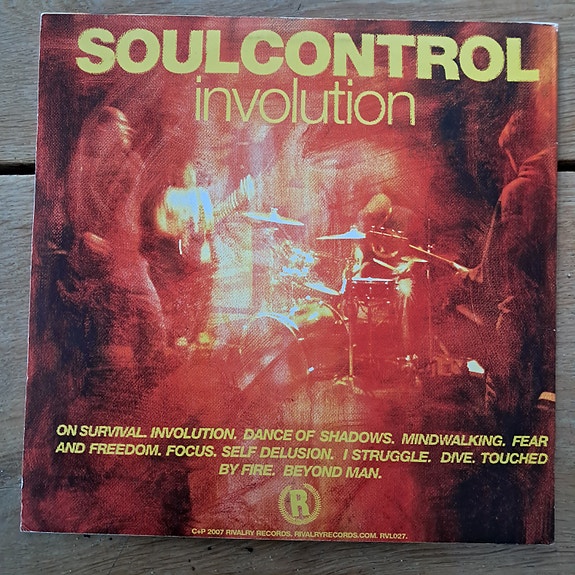 SOULCONTROL
involution
ON SURVIVAL. INVOLUTION. DANCE OF SHADOWS. MINDWALKING. FEAR
AND FREEDOM. FOCUS. SELF DELUSION. I STRUGGLE. DIVE. TOUCHED
BY FIRE. BEYOND MAN.
R
C+P 2007 RIVALRY RECORDS. RIVALRYRECORDS.COM. RVL027.